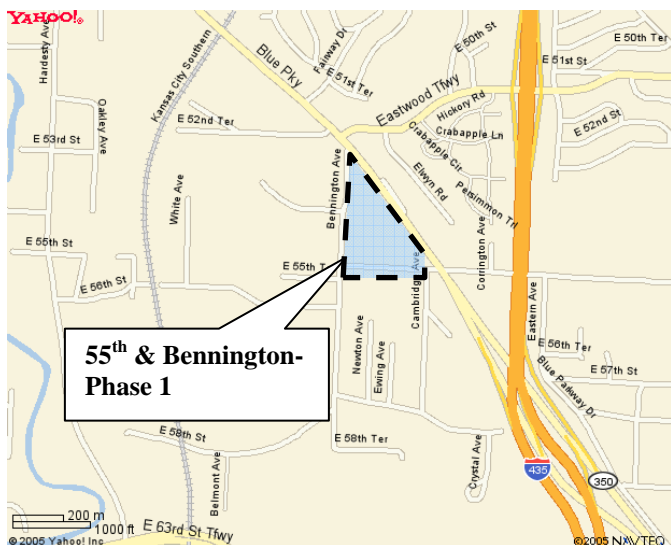 YAHOO!®
Hardesty Ave
Oakley Ave
Kansas City Southern
Blue Pky
Fairway Dr
E 50th St
E 50th Ter
E 51st St
E 51st Ter
Eastwood Tfwy
Hickory Rd
E 52nd Ter
Crabapple Ln
E 52nd St
E 53rd St
Crabapple Cir
Bennington Ave
Elwyn Rd
Persimmon Trl
White Ave
E 55th St
E 55th Ter
Cambridge Ave
Corrington Ave
E 56th St
Eastern Ave
55th & Bennington-
Phase 1
Newton Ave
Ewing Ave
E 56th Ter
E 57th St
Blue Parkway Dr
E 58th St
E 58th Ter
Belmont Ave
Crystal Ave
435
350
200 m
1000 ft
E 63rd St Tfwy
©2005 Yahoo! Inc
©2005 NAVTEQ